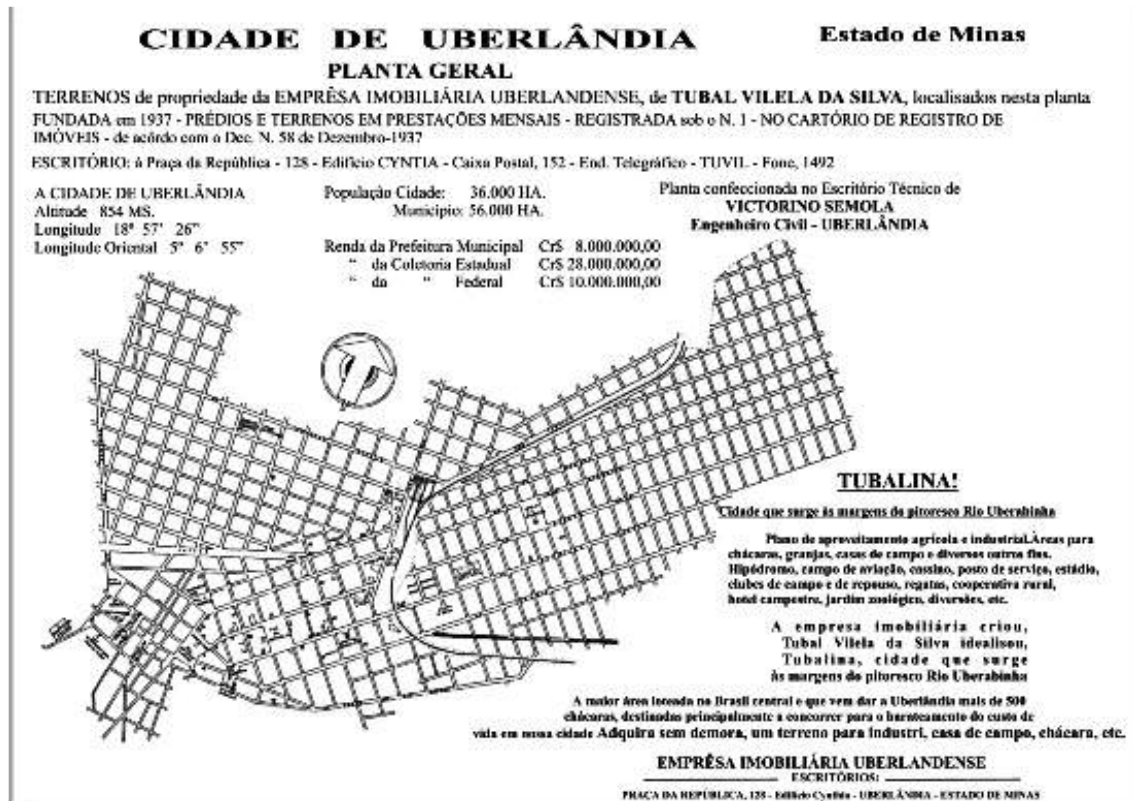 CIDADE DE UBERLÂNDIA
Estado de Minas
PLANTA GERAL
TERRENOS de propriedade da EMPRÊSA IMOBILIÁRIA UBERLANDENSE, de TUBAL VILELA DA SILVA, localisados nesta planta
FUNDADA em 1937 - PRÉDIOS E TERRENOS EM PRESTAÇÕES MENSAIS - REGISTRADA sob o N. 1 - NO CARTÓRIO DE REGISTRO DE
IMÓVEIS - de acôrdo com o Dec. N. 58 de Dezembro-1937
ESCRITÓRIO: à Praça da República - 128 - Edifício CYNTIA - Caixa Postal, 152 - End. Telegráfico - TUVIL - Fone, 1492
A CIDADE DE UBERLÂNDIA
Altitude 854 MS.
Longitude 18º 57' 26"
Longitude Oriental 5º 6' 55"
População Cidade: 36.000 HA.
Município: 56.000 HA.
Renda da Prefeitura Municipal Cr$ 8.000.000,00
" da Coletoria Estadual Cr$ 28.000.000,00
" da " Federal Cr$ 10.000.000,00
Planta confeccionada no Escritório Técnico de
VICTORINO SEMOLA
Engenheiro Civil - UBERLÂNDIA
TUBALINA!
Cidade que surge às margens do pitoresco Rio Uberabinha
Plano de aproveitamento agrícola e industrial.Áreas para
chácaras, granjas, casas de campo e diversos outros fins.
Hipódromo, campo de aviação, cassino, posto de serviço, estádio,
clubes de campo e de repouso, regatas, cooperativa rural,
hotel campestre, jardim zoológico, diversões, etc.
A empresa imobiliária criou,
Tubal Vilela da Silva idealisou,
Tubalina, cidade que surge
às margens do pitoresco Rio Uberabinha
A maior área loteada no Brasil central e que vem dar a Uberlândia mais de 500
chácaras, destinadas principalmente a concorrer para o barateamento do custo de
vida em nossa cidade Adquira sem demora, um terreno para industri, casa de campo, chácara, etc.
EMPRÊSA IMOBILIÁRIA UBERLANDENSE
ESCRITÓRIOS:
PRAÇA DA REPÚBLICA, 128 - Edifício Cynthia - UBERLÂNDIA - ESTADO DE MINAS